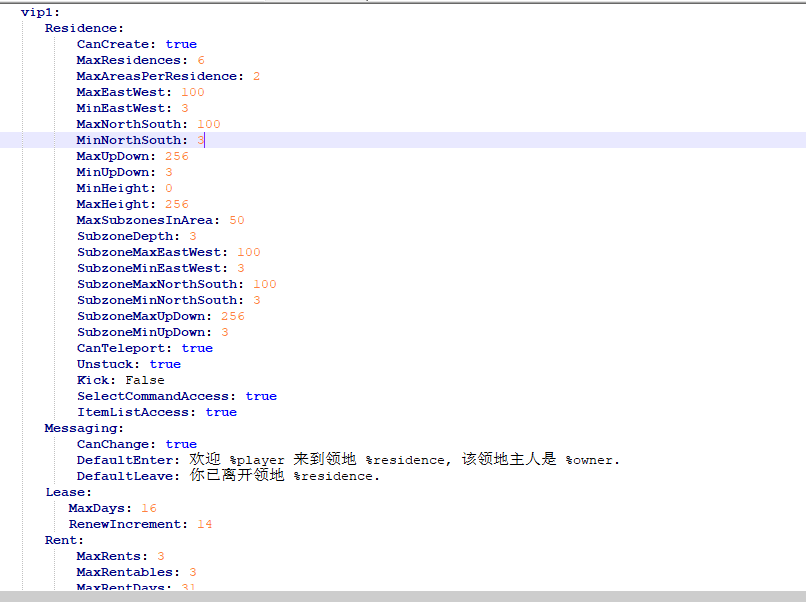 vip1:
Residence:
CanCreate: true
MaxResidences: 6
MaxAreasPerResidence: 2
MaxEastWest: 100
MinEastWest: 3
MaxNorthSouth: 100
MinNorthSouth: 3
MaxUpDown: 256
MinUpDown: 3
MinHeight: 0
MaxHeight: 256
MaxSubzonesInArea: 50
SubzoneDepth: 3
SubzoneMaxEastWest: 100
SubzoneMinEastWest: 3
SubzoneMaxNorthSouth: 100
SubzoneMinNorthSouth: 3
SubzoneMaxUpDown: 256
SubzoneMinUpDown: 3
CanTeleport: true
Unstuck: true
Kick: False
SelectCommandAccess: true
ItemListAccess: true
Messaging:
CanChange: true
DefaultEnter: 欢迎 %player 来到领地 %residence, 该领地主人是 %owner.
DefaultLeave: 你已离开领地 %residence.
Lease:
MaxDays: 16
RenewIncrement: 14
Rent:
MaxRents: 3
MaxRentables: 3
MaxRentDays: 31